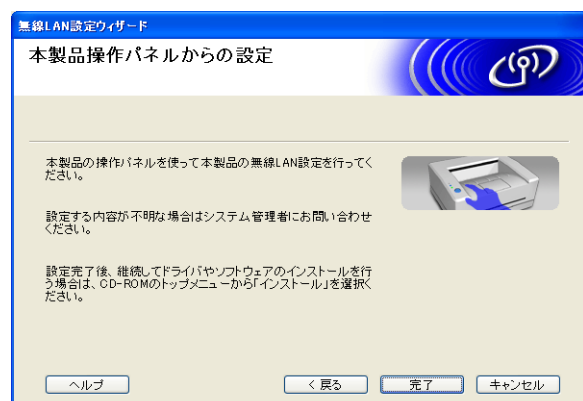 無線LAN設定ウィザード
本製品操作パネルからの設定
本製品の操作パネルを使って本製品の無線LAN設定を行ってく
ださい。
設定する内容が不明な場合はシステム管理者にお問い合わせ
ください。
設定完了後、継続してドライバやソフトウェアのインストールを行
う場合は、CD-ROMのトップメニューから「インストール」を選択く
ださい。
ヘルプ
< 戻る
完了
キャンセル